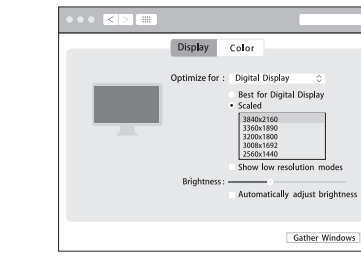 Display Color
Optimize for : Digital Display
Best for Digital Display
Scaled
3840x2160
3360x1890
3200x1800
3008x1692
2560x1440
Show low resolution modes
Brightness:
Automatically adjust brightness
Gather Windows